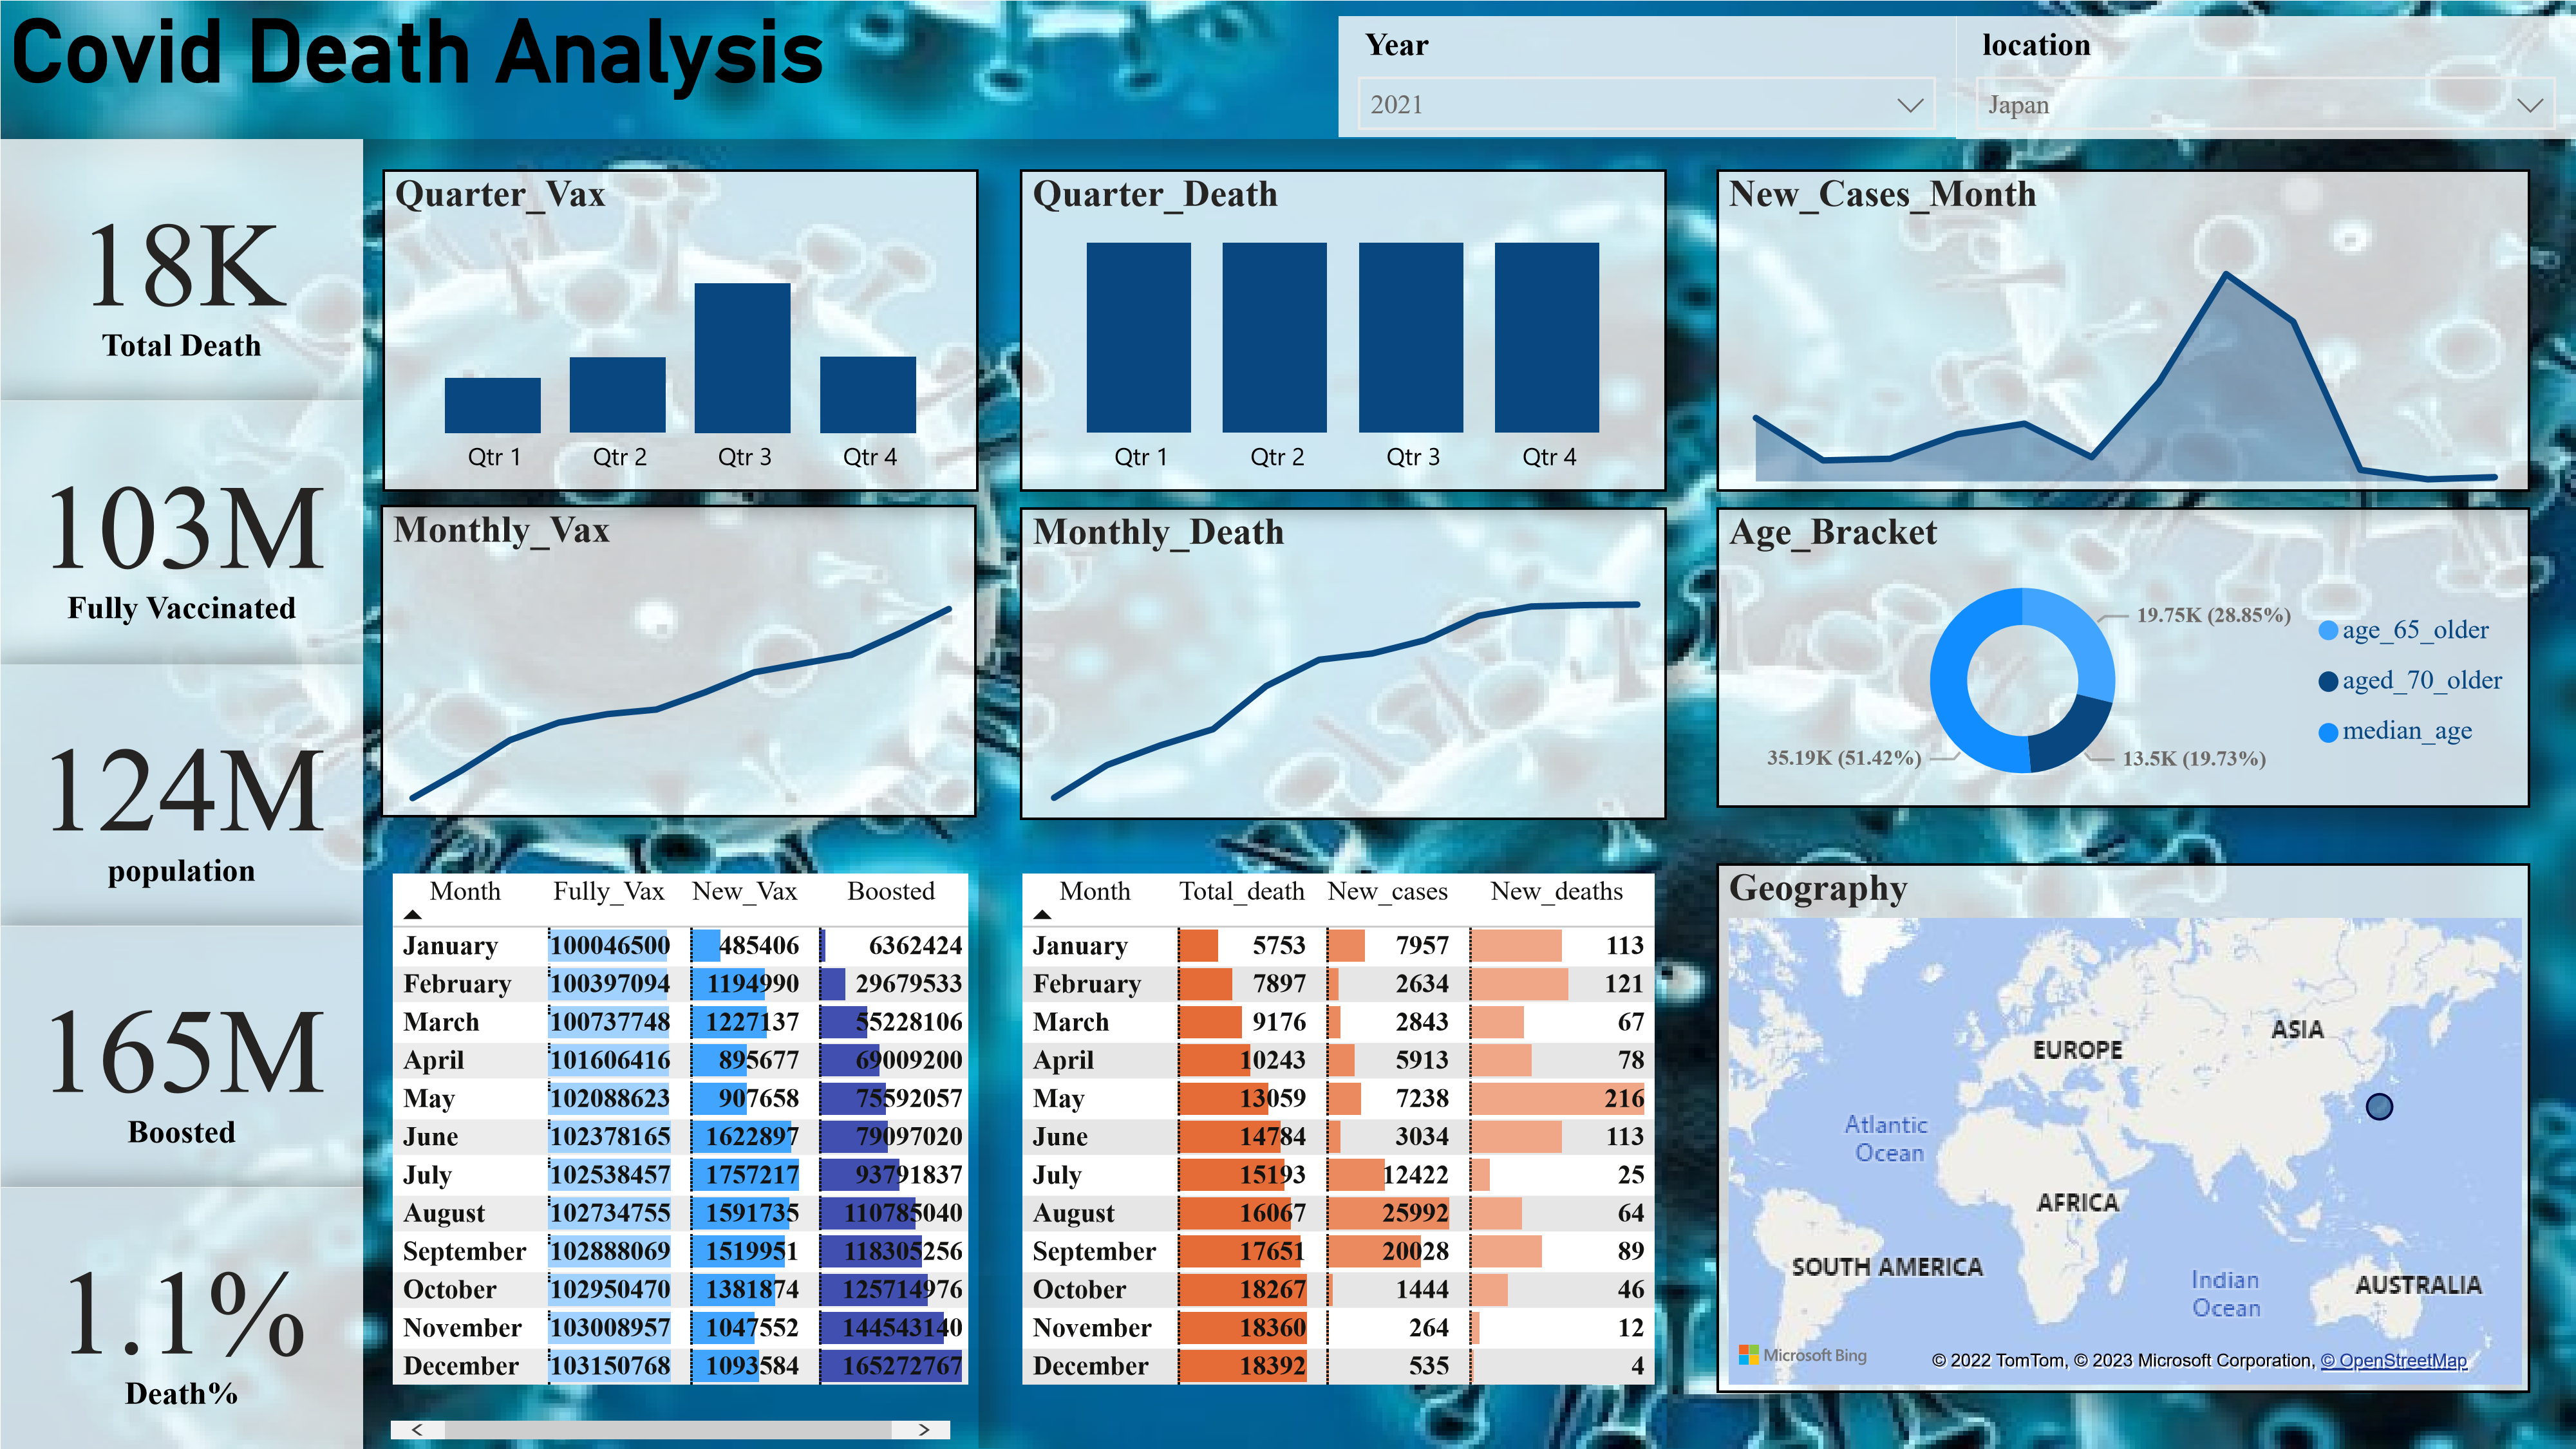 Covid Death Analysis
Year
2021
location
Japan
18K
Total Death
103M
Fully Vaccinated
124M
population
165M
Boosted
1.1%
Death%
Quarter_Vax
Qtr 1 Qtr 2 Qtr 3 Qtr 4
Quarter_Death
Qtr 1 Qtr 2 Qtr 3 Qtr 4
New_Cases_Month
Monthly_Vax
Monthly_Death
Age_Bracket
19.75K (28.85%)
35.19K (51.42%)
13.5K (19.73%)
age_65_older
aged_70_older
median_age
Month Fully_Vax New_Vax Boosted
January 100046500 485406 6362424
February 100397094 1194990 29679533
March 100737748 1227137 55228106
April 101606416 895677 69009200
May 102088623 907658 75592057
June 102378165 1622897 79097020
July 102538457 1757217 93791837
August 102734755 1591735 110785040
September 102888069 1519951 118305256
October 102950470 1381874 125714976
November 103008957 1047552 144543140
December 103150768 1093584 165272767
Month Total_death New_cases New_deaths
January 5753 7957 113
February 7897 2634 121
March 9176 2843 67
April 10243 5913 78
May 13059 7238 216
June 14784 3034 113
July 15193 12422 25
August 16067 25992 64
September 17651 20028 89
October 18267 1444 46
November 18360 264 12
December 18392 535 4
Geography
ASIA
EUROPE
Atlantic
Ocean
AFRICA
SOUTH AMERICA
Indian
Ocean
AUSTRALIA
Microsoft Bing
© 2022 TomTom, © 2023 Microsoft Corporation, © OpenStreetMap